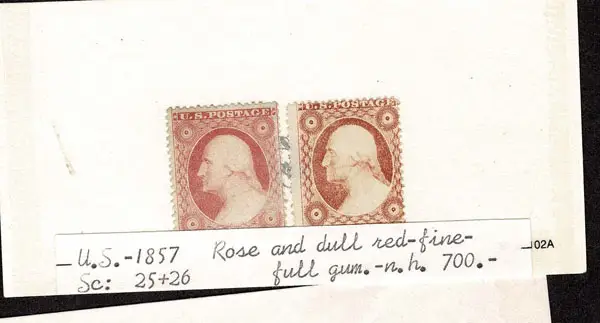 U.S. POSTAGE
U.S. POSTAGE
U.S.-1857 Rose and dull red-fine-
Sc: 25+26 full gum.-n.h. 700.-
02A